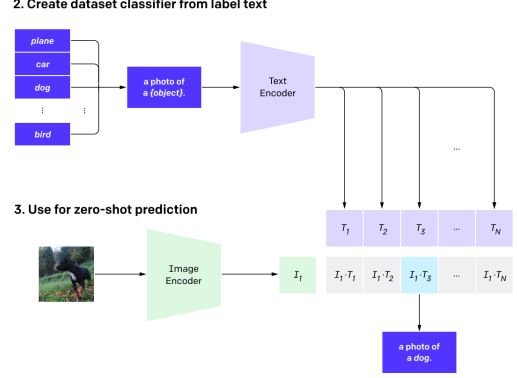 2. Create dataset classifier from label text
plane
car
dog
⋮ ⋮
bird
a photo of
a {object}.
Text
Encoder
...
3. Use for zero-shot prediction
T1 T2 T3 ... TN
Image
Encoder
I1
I1·T1 I1·T2 I1·T3 ... I1·TN
a photo of
a dog.